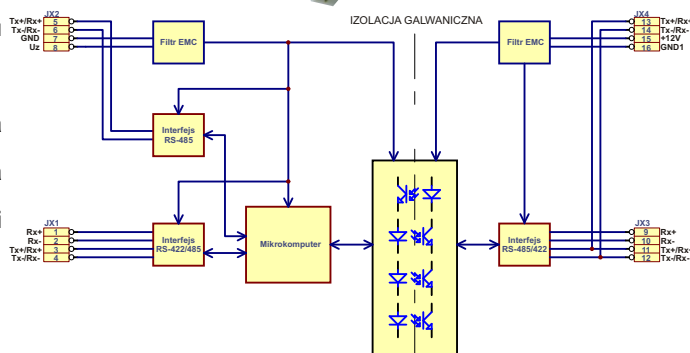 IZOLACJA GALWANICZNA
JX2
Tx+/Rx+ 5
Tx-/Rx- 6
GND 7
Uz 8
Filtr EMC
Filtr EMC
JX4
13 Tx+/Rx+
14 Tx-/Rx-
15 +12V
16 GND1
Interfejs
RS-485
JX1
Rx+ 1
Rx- 2
Tx+/Rx+ 3
Tx-/Rx- 4
Interfejs
RS-422/485
Mikrokomputer
Interfejs
RS-485/422
JX3
9 Rx+
10 Rx-
11 Tx+/Rx+
12 Tx-/Rx-